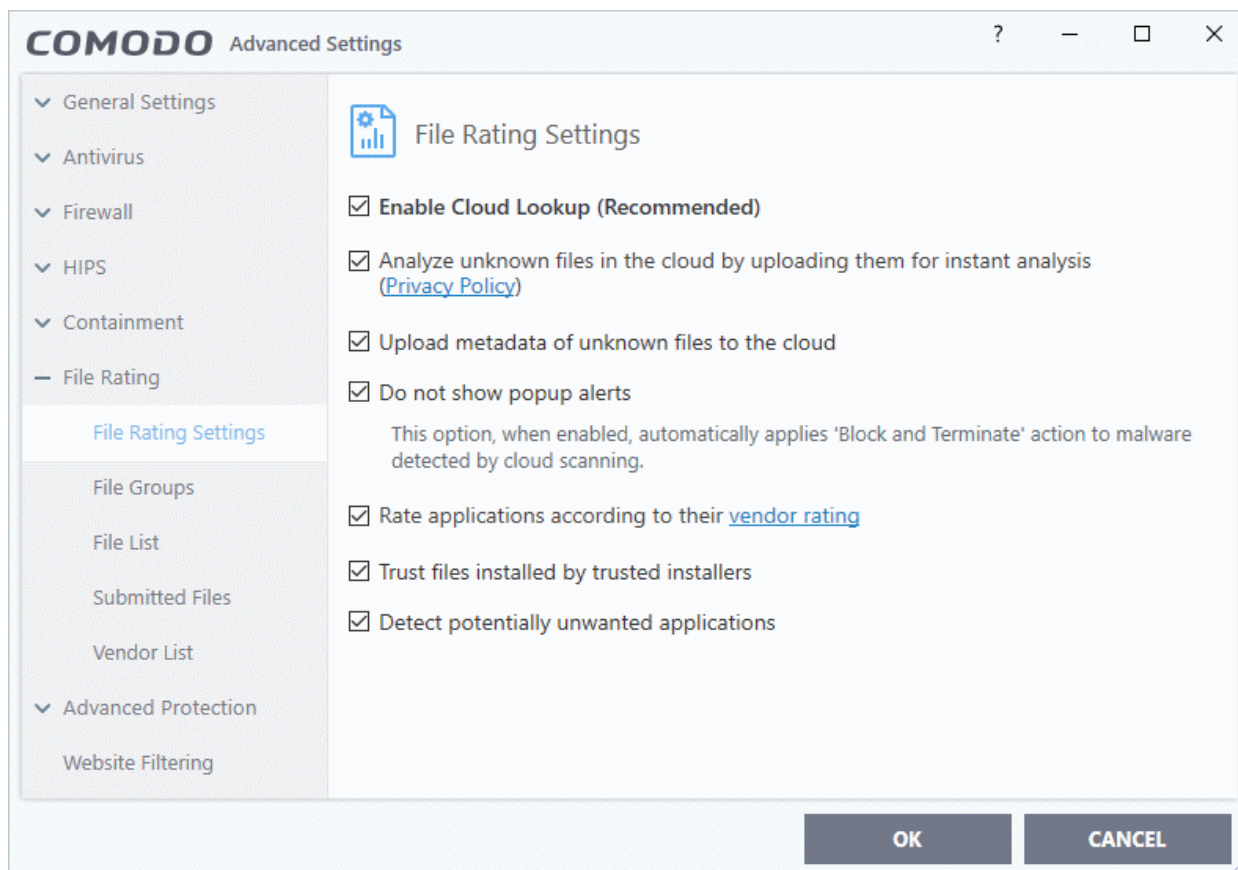 COMODO Advanced Settings
?
General Settings
Antivirus
Firewall
HIPS
Containment
File Rating
File Rating Settings
File Groups
File List
Submitted Files
Vendor List
Advanced Protection
Website Filtering
File Rating Settings
Enable Cloud Lookup (Recommended)
Analyze unknown files in the cloud by uploading them for instant analysis
(Privacy Policy)
Upload metadata of unknown files to the cloud
Do not show popup alerts
This option, when enabled, automatically applies 'Block and Terminate' action to malware
detected by cloud scanning.
Rate applications according to their vendor rating
Trust files installed by trusted installers
Detect potentially unwanted applications
OK
CANCEL